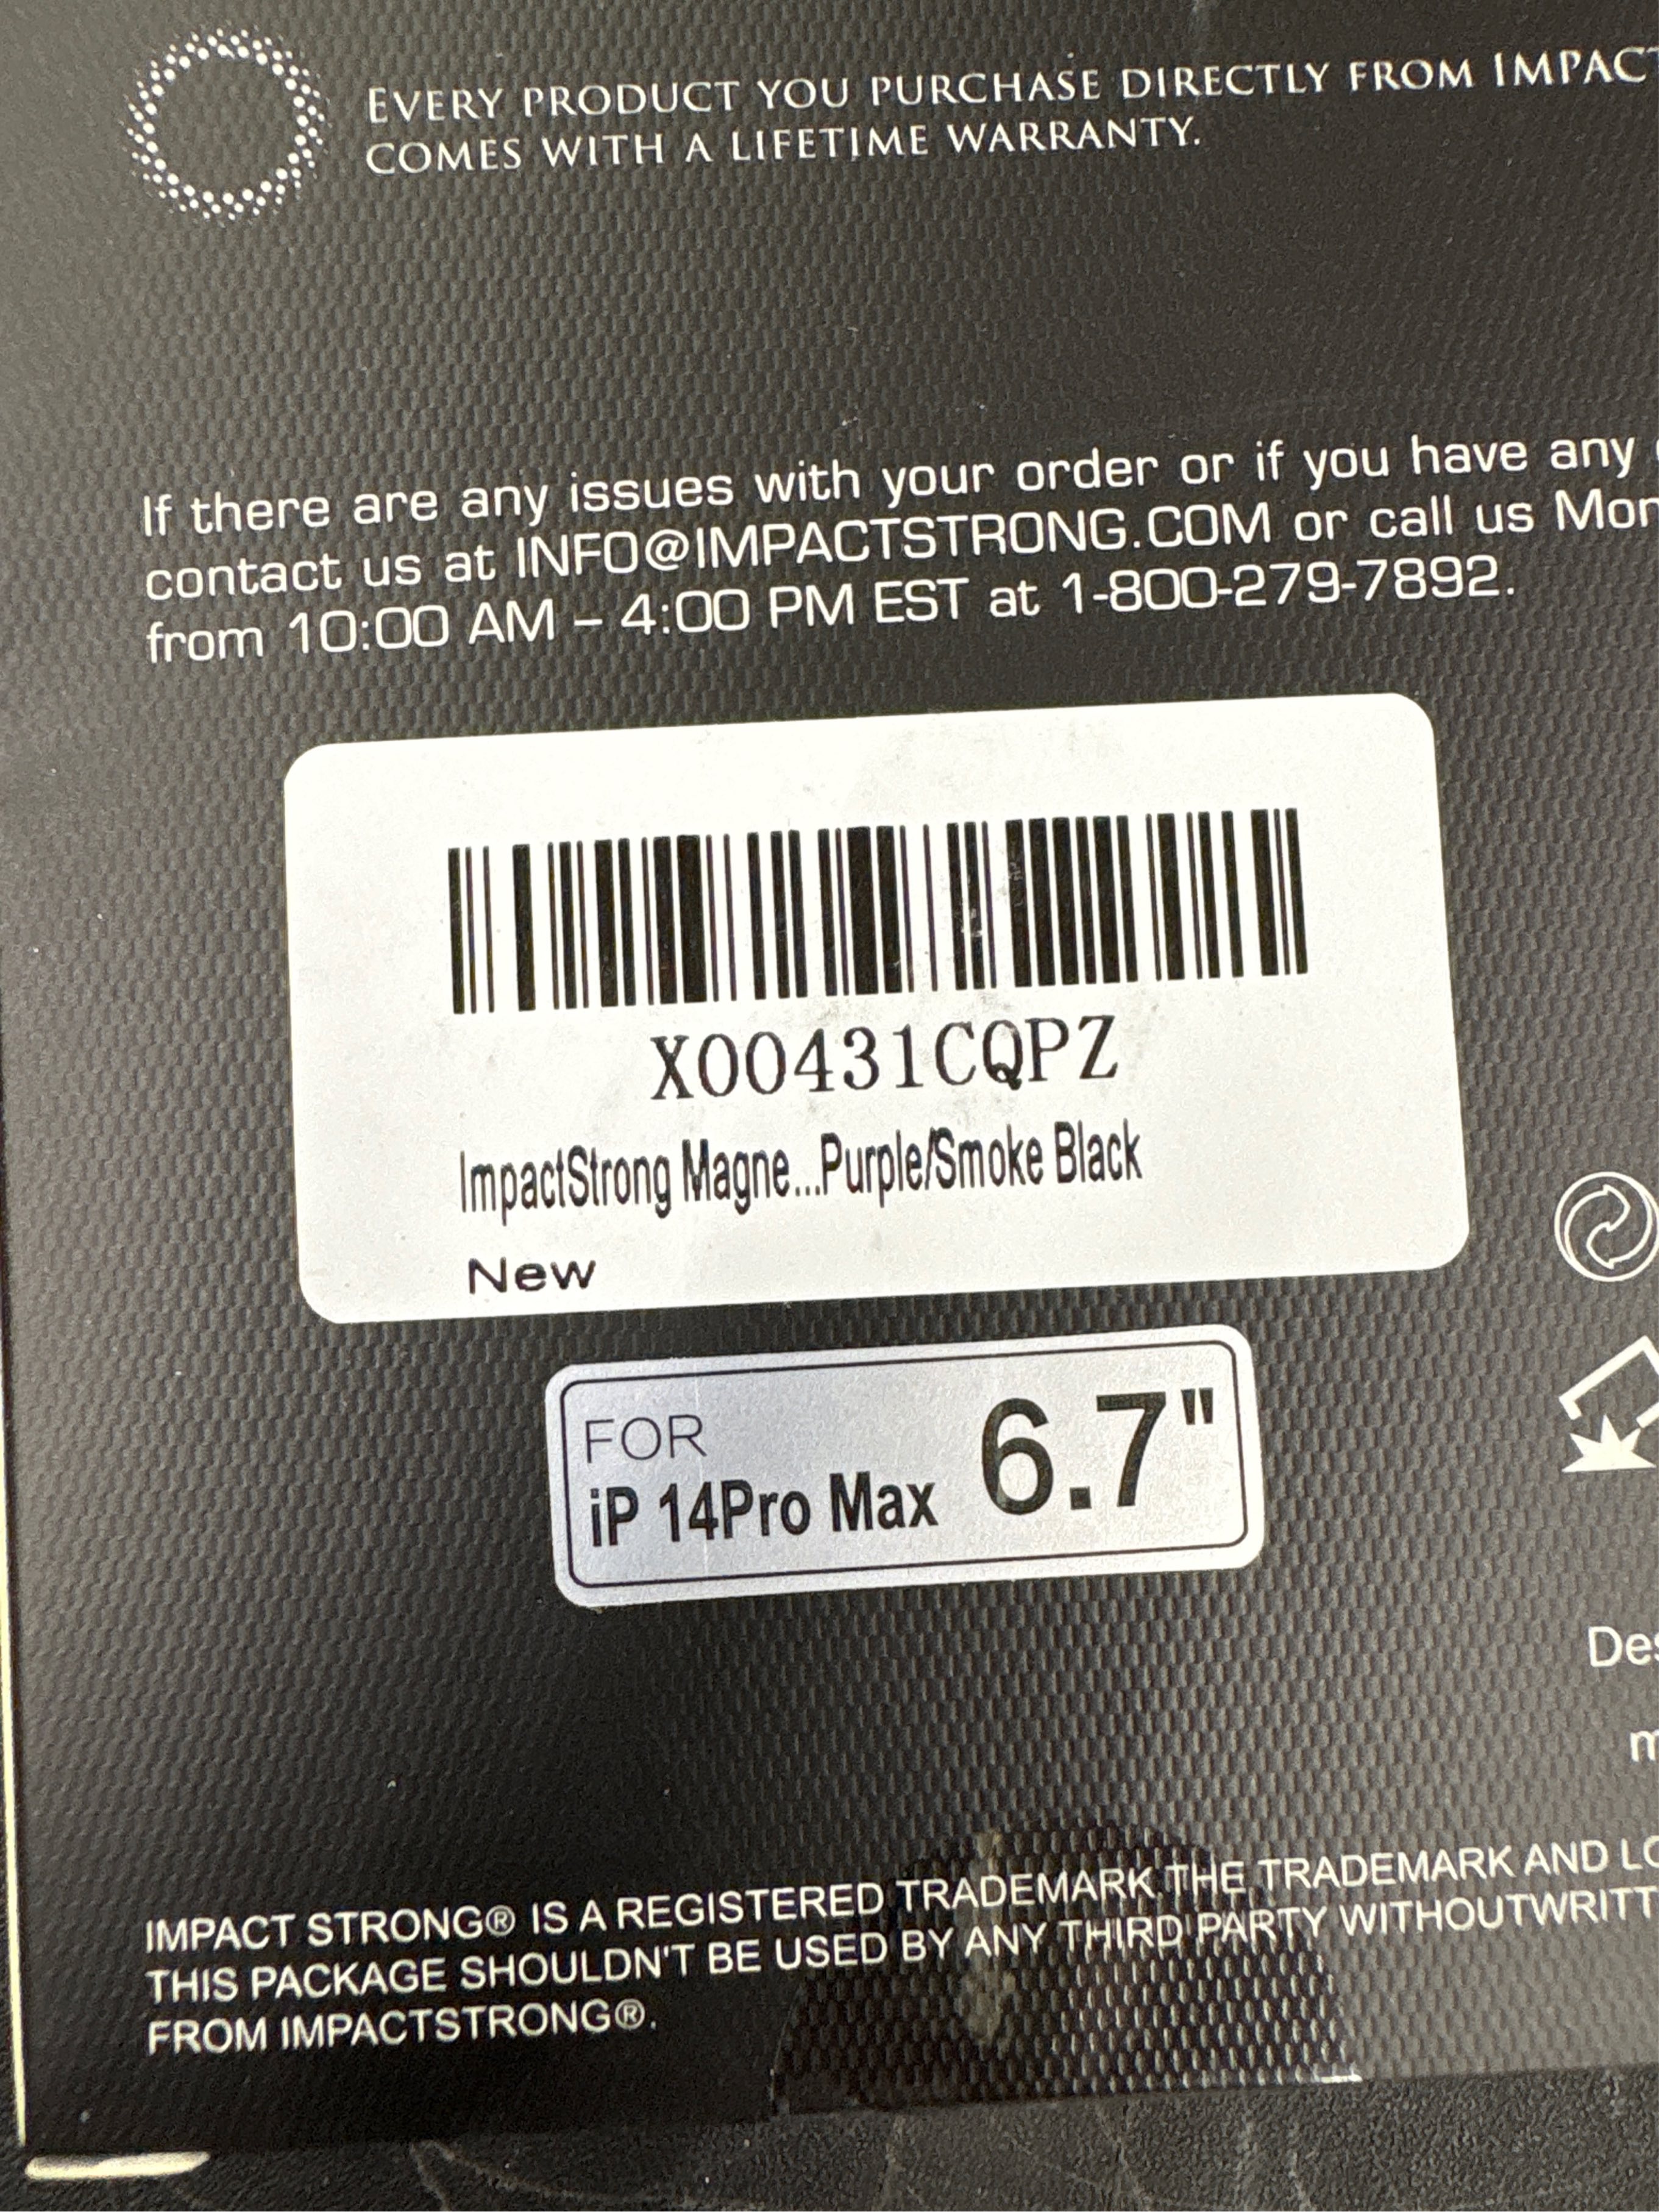 EVERY PRODUCT YOU PURCHASE DIRECTLY FROM IMPACT
COMES WITH A LIFETIME WARRANTY.
If there are any issues with your order or if you have any
contact us at INFO@IMPACTSTRONG.COM or call us Mon
from 10:00 AM – 4:00 PM EST at 1-800-279-7892.
X00431CQPZ
ImpactStrong Magne...Purple/Smoke Black
New
FOR
iP 14Pro Max 6.7"
Des
m
IMPACT STRONG® IS A REGISTERED TRADEMARK.THE TRADEMARK AND LO
THIS PACKAGE SHOULDN'T BE USED BY ANY THIRD PARTY WITHOUTWRITT
FROM IMPACTSTRONG®.